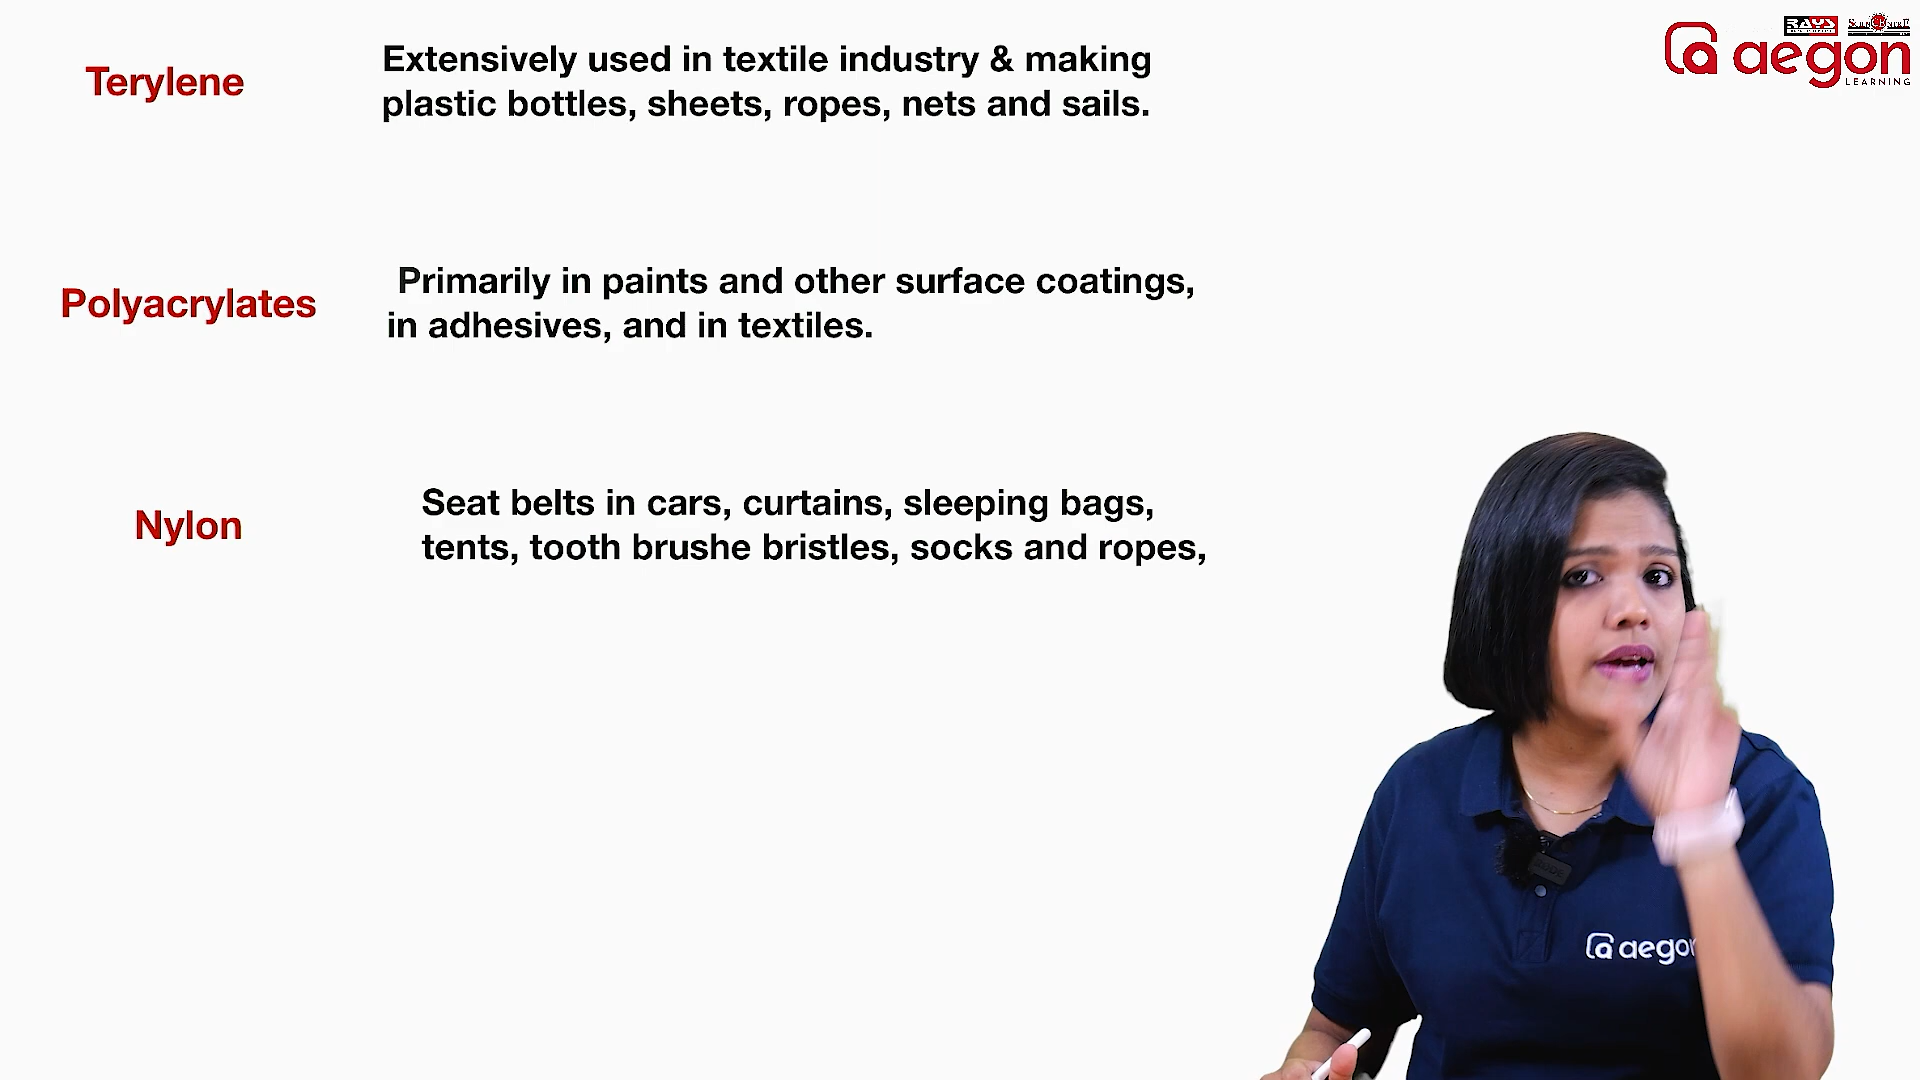 RAYS
aegon
LEARNING
Terylene
Extensively used in textile industry & making
plastic bottles, sheets, ropes, nets and sails.
Polyacrylates
Primarily in paints and other surface coatings,
in adhesives, and in textiles.
Nylon
Seat belts in cars, curtains, sleeping bags,
tents, tooth brushe bristles, socks and ropes,
aegon